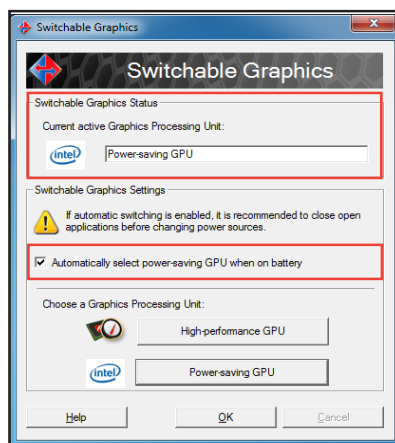 Switchable Graphics
Switchable Graphics
Switchable Graphics Status
Current active Graphics Processing Unit:
intel
Power-saving GPU
Switchable Graphics Settings
If automatic switching is enabled, it is recommended to close open
applications before changing power sources.
Automatically select power-saving GPU when on battery
Choose a Graphics Processing Unit:
High-performance GPU
intel
Power-saving GPU
Help
OK
Cancel